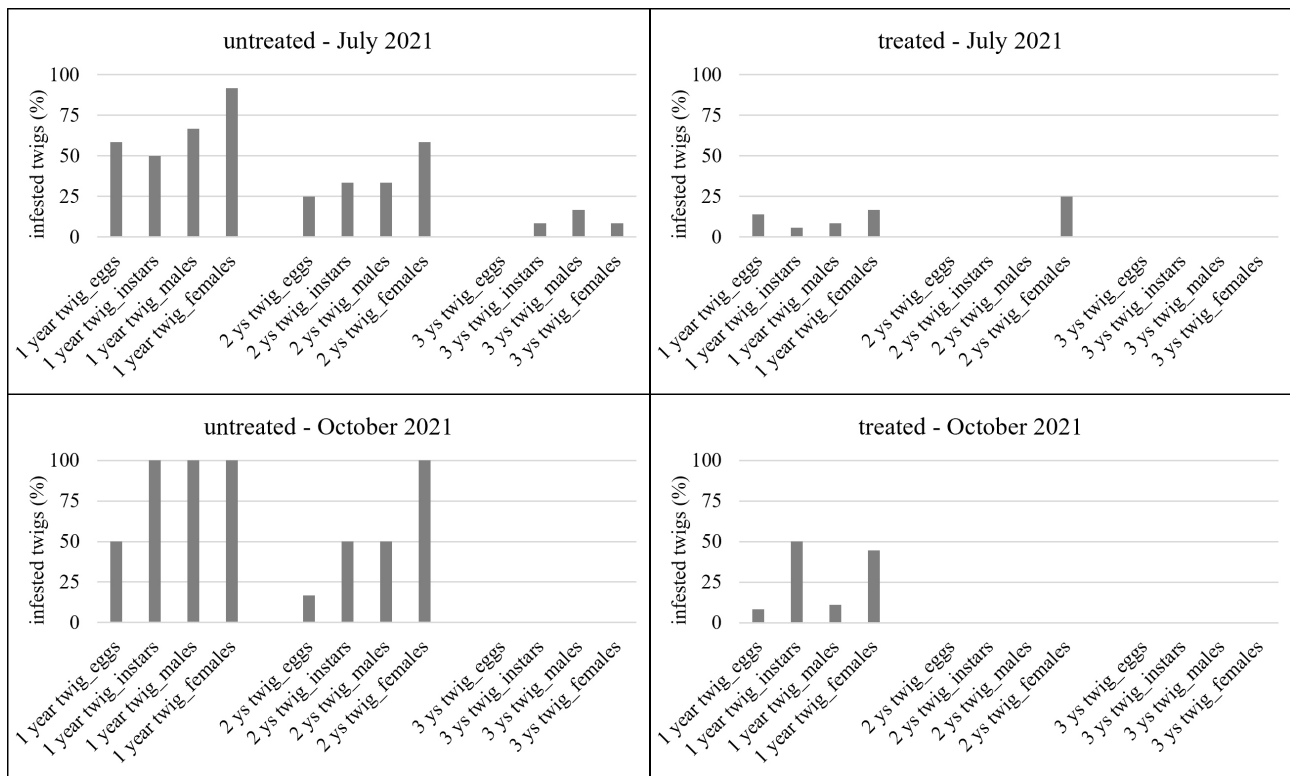 untreated - July 2021
infested twigs (%)
100
75
50
25
0
1 year twig_eggs
1 year twig_instars
1 year twig_males
1 year twig_females
2 ys twig_eggs
2 ys twig_instars
2 ys twig_males
2 ys twig_females
3 ys twig_eggs
3 ys twig_instars
3 ys twig_males
3 ys twig_females
treated - July 2021
infested twigs (%)
100
75
50
25
0
1 year twig_eggs
1 year twig_instars
1 year twig_males
1 year twig_females
2 ys twig_eggs
2 ys twig_instars
2 ys twig_males
2 ys twig_females
3 ys twig_eggs
3 ys twig_instars
3 ys twig_males
3 ys twig_females
untreated - October 2021
infested twigs (%)
100
75
50
25
0
1 year twig_eggs
1 year twig_instars
1 year twig_males
1 year twig_females
2 ys twig_eggs
2 ys twig_instars
2 ys twig_males
2 ys twig_females
3 ys twig_eggs
3 ys twig_instars
3 ys twig_males
3 ys twig_females
treated - October 2021
infested twigs (%)
100
75
50
25
0
1 year twig_eggs
1 year twig_instars
1 year twig_males
1 year twig_females
2 ys twig_eggs
2 ys twig_instars
2 ys twig_males
2 ys twig_females
3 ys twig_eggs
3 ys twig_instars
3 ys twig_males
3 ys twig_females